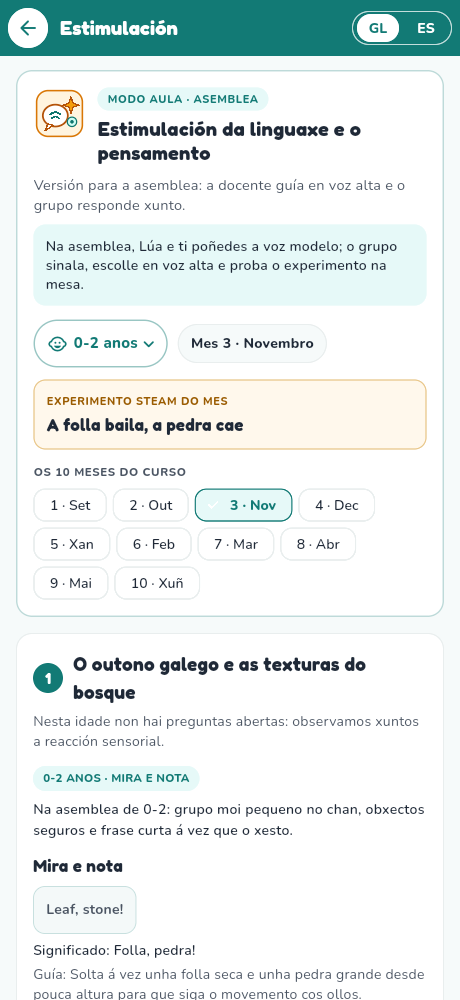 Estimulación
GL
ES
MODO AULA · ASEMBLEA
Estimulación da linguaxe e o
pensamento
Versión para a asemblea: a docente guía en voz alta e o
grupo responde xunto.
Na asemblea, Lúa e ti poñedes a voz modelo; o grupo
sinala, escolle en voz alta e proba o experimento na
mesa.
0-2 anos
Mes 3 · Novembro
EXPERIMENTO STEAM DO MES
A folla baila, a pedra cae
OS 10 MESES DO CURSO
1 · Set
2 · Out
3 · Nov
4 · Dec
5 · Xan
6 · Feb
7 · Mar
8 · Abr
9 · Mai
10 · Xuñ
1
O outono galego e as texturas do
bosque
Nesta idade non hai preguntas abertas: observamos xuntos
a reacción sensorial.
0-2 ANOS · MIRA E NOTA
Na asemblea de 0-2: grupo moi pequeno no chan, obxectos
seguros e frase curta á vez que o xesto.
Mira e nota
Leaf, stone!
Significado: Folla, pedra!
Guía: Solta á vez unha folla seca e unha pedra grande desde
pouca altura para que siga o movemento cos ollos.